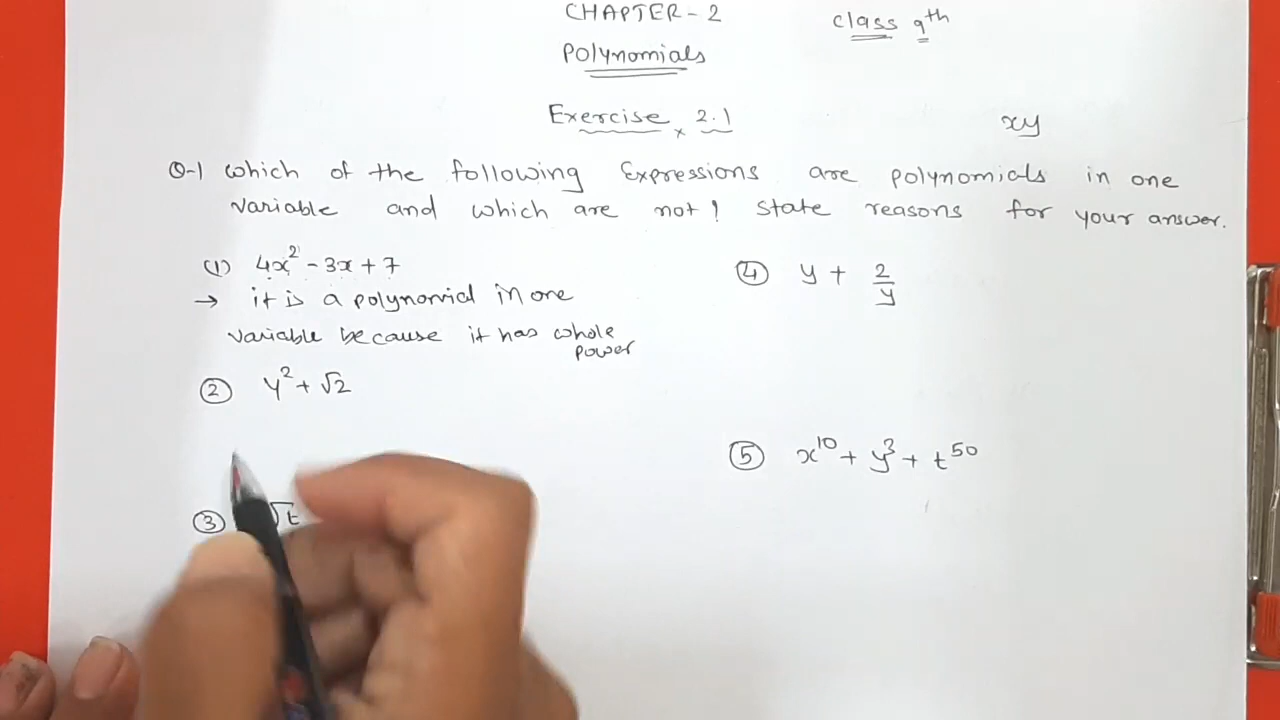 CHAPTER-2
class 9th
Polynomials
Exercise 2.1
xy
Q-1 which of the following Expressions are polynomials in one
variable and which are not! State reasons for your answer.
(1) 4x² - 3x + 7
→ it is a polynomial in one
variable because it has whole
power
② y² + √2
③ √t
④ y + 2/y
⑤ x¹⁰ + y³ + t⁵⁰